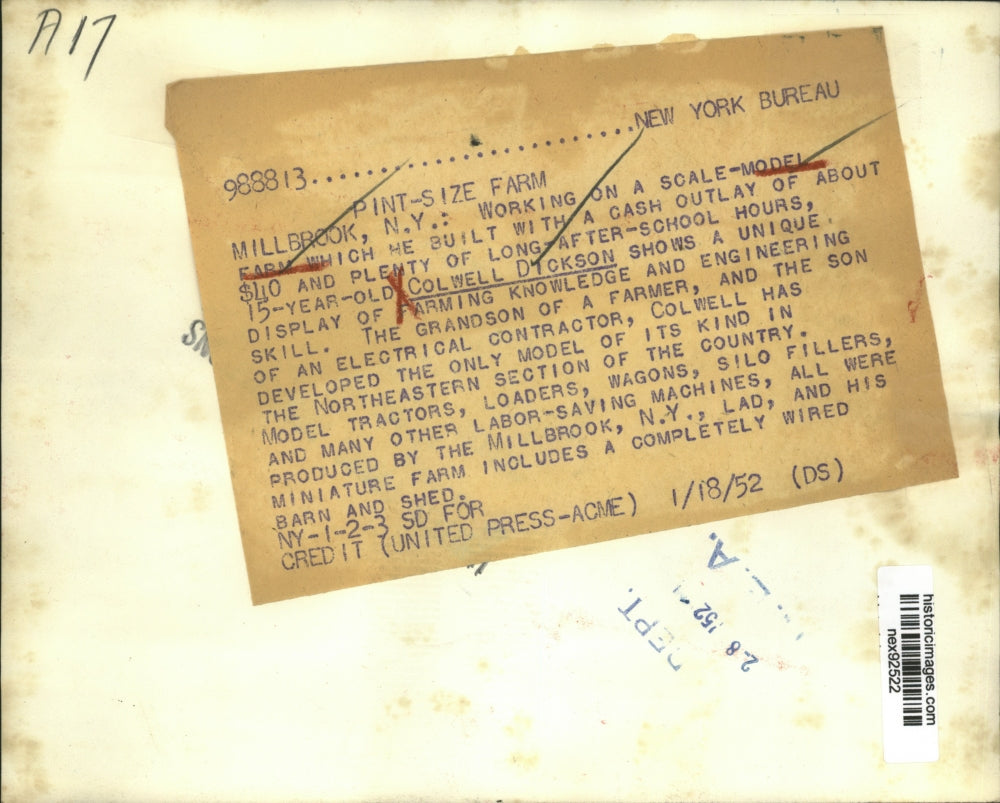 A17
988813..............................NEW YORK BUREAU
PINT-SIZE FARM
MILLBROOK, N.Y.: WORKING ON A SCALE-MODEL
FARM WHICH HE BUILT WITH A CASH OUTLAY OF ABOUT
$40 AND PLENTY OF LONG-AFTER-SCHOOL HOURS,
15-YEAR-OLD COLWELL DICKSON SHOWS A UNIQUE
DISPLAY OF FARMING KNOWLEDGE AND ENGINEERING
SKILL. THE GRANDSON OF A FARMER, AND THE SON
OF AN ELECTRICAL CONTRACTOR, COLWELL HAS
DEVELOPED THE ONLY MODEL OF ITS KIND IN
THE NORTHEASTERN SECTION OF THE COUNTRY.
MODEL TRACTORS, LOADERS, WAGONS, SILO FILLERS,
AND MANY OTHER LABOR-SAVING MACHINES, ALL WERE
PRODUCED BY THE MILLBROOK, N.Y., LAD, AND HIS
MINIATURE FARM INCLUDES A COMPLETELY WIRED
BARN AND SHED.
NY-1-2-3 SD FOR
CREDIT (UNITED PRESS-ACME) 1/18/52 (DS)
A.
DEPT.
2-8 '52
historicimages.com
nex92522